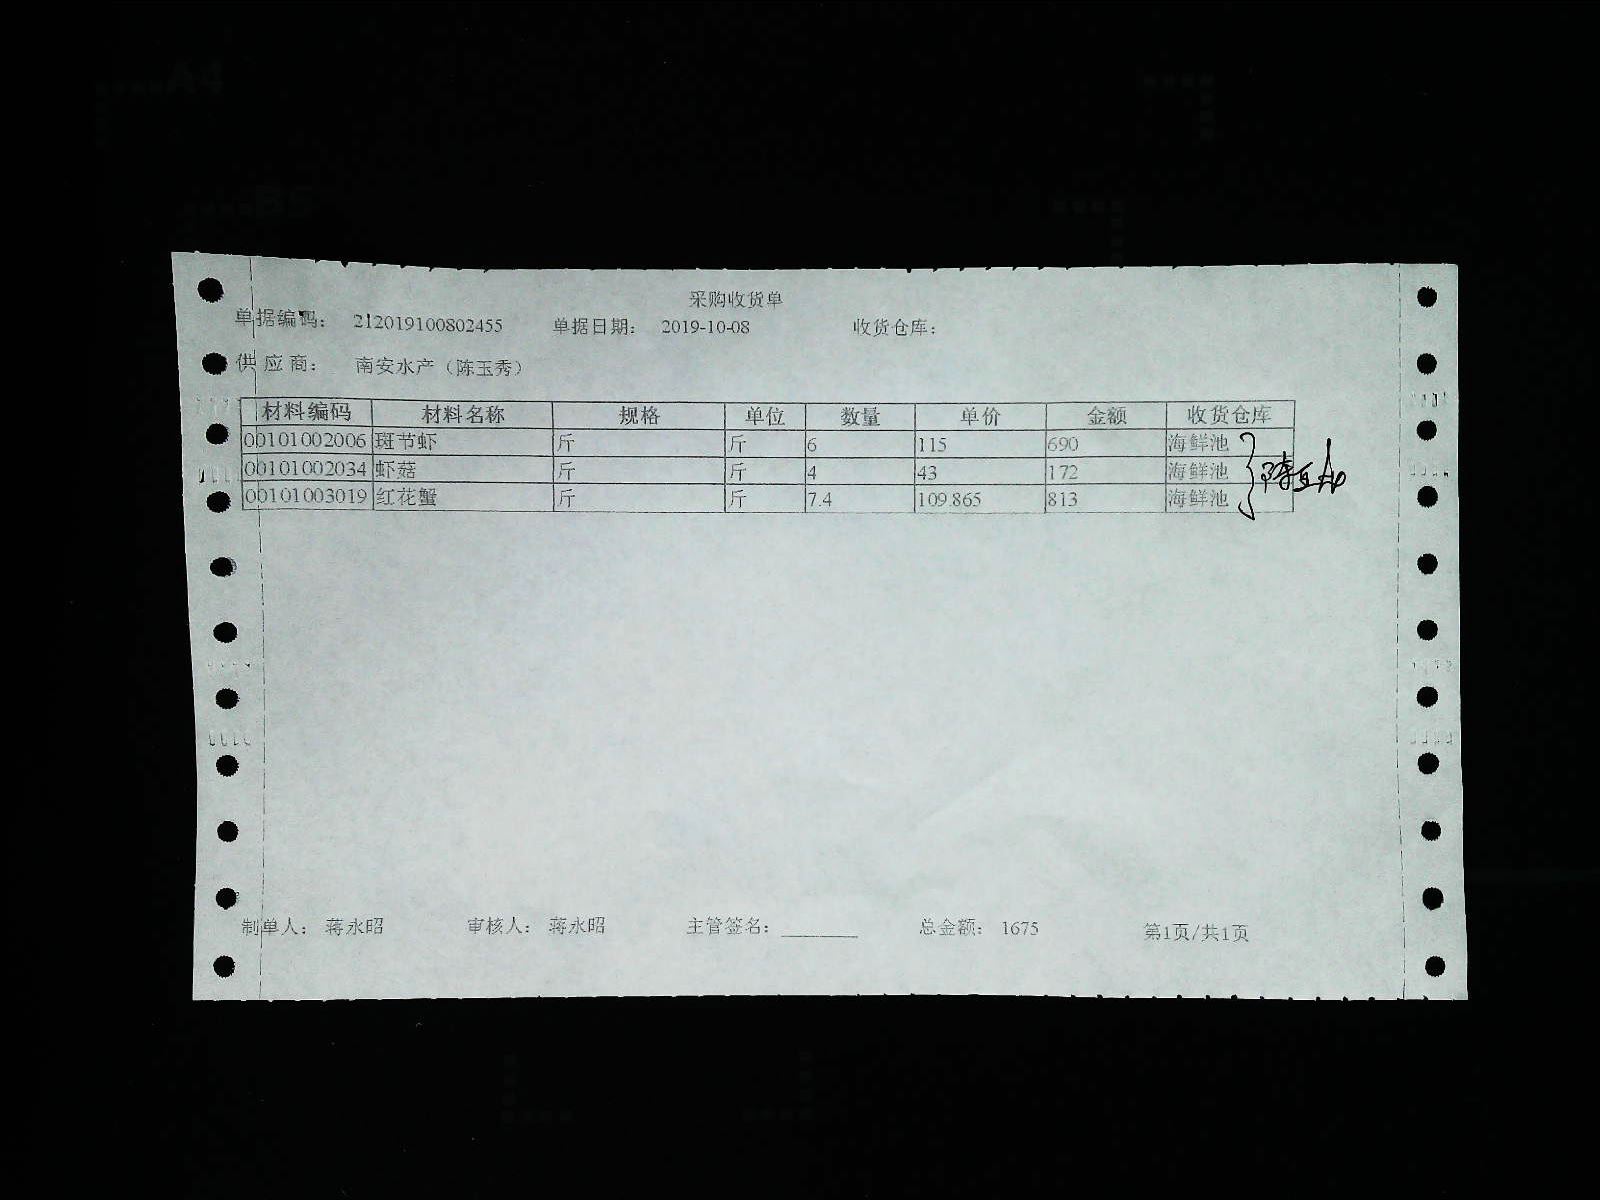 采购收货单
单据编码： 212019100802455 单据日期： 2019-10-08 收货仓库：
供应商： 南安水产（陈玉秀）
材料编码 材料名称 规格 单位 数量 单价 金额 收货仓库
00101002006 斑节虾 斤 斤 6 115 690 海鲜池
00101002034 虾菇 斤 斤 4 43 172 海鲜池
00101003019 红花蟹 斤 斤 7.4 109.865 813 海鲜池
制单人： 蒋永昭 审核人： 蒋永昭 主管签名： 总金额： 1675 第1页/共1页